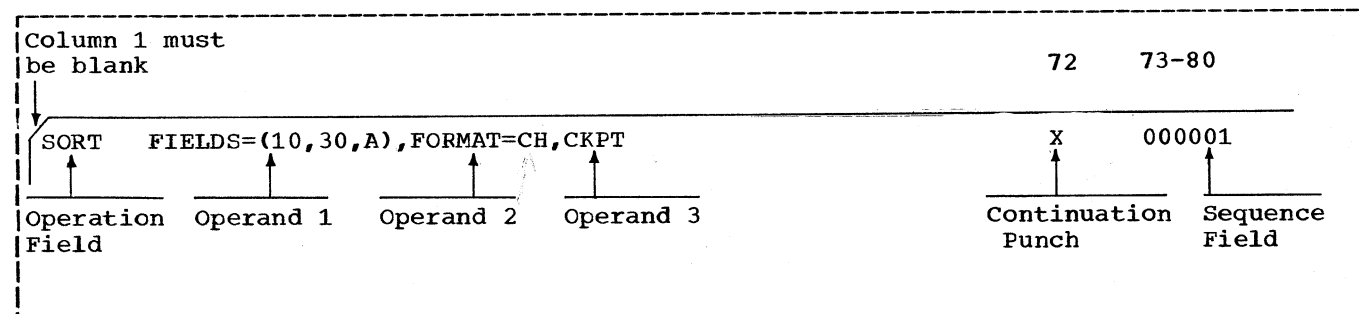 Column 1 must
be blank
72 73-80
SORT FIELDS=(10,30,A),FORMAT=CH,CKPT X 000001
Operation Operand 1 Operand 2 Operand 3 Continuation Sequence
Field Punch Field